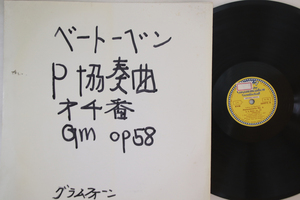 ベートーベン
P協奏曲
オ4番
Gm op58
グラムフォーン